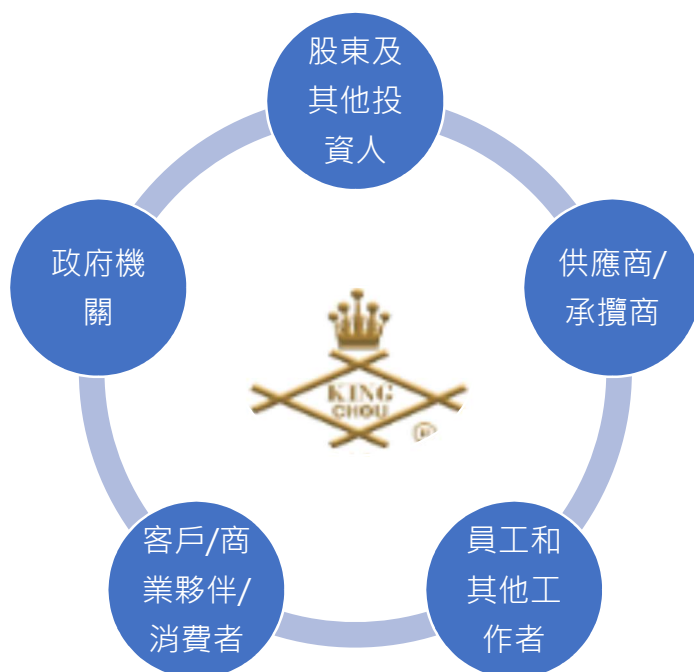 股東及
其他投
資人
政府機
關
供應商/
承攬商
KING
CHOU
客戶/商
業夥伴/
消費者
員工和
其他工
作者